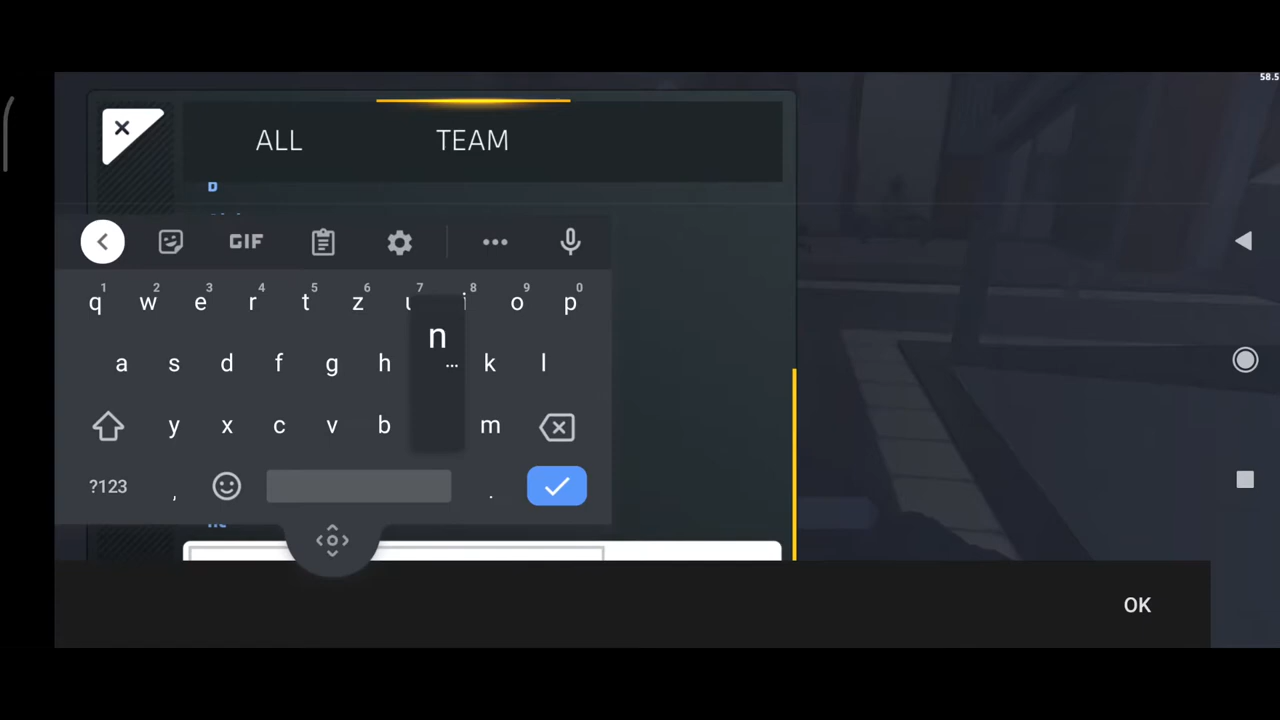 58.5
ALL TEAM
D
GIF
1 2 3 4 5 6 7 8 9 0
q w e r t z u i o p
n
a s d f g h ... k l
y x c v b m
?123 , .
OK